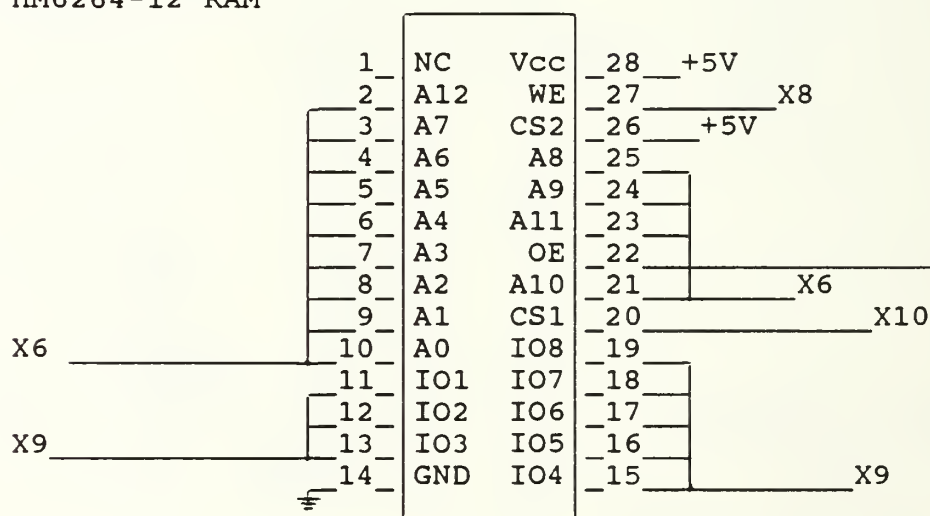 HM6264-12 RAM
1 NC Vcc 28 +5V
2 A12 WE 27 X8
3 A7 CS2 26 +5V
4 A6 A8 25
5 A5 A9 24
6 A4 A11 23
7 A3 OE 22
8 A2 A10 21 X6
9 A1 CS1 20 X10
X6 10 A0 IO8 19
11 IO1 IO7 18
12 IO2 IO6 17
X9 13 IO3 IO5 16
14 GND IO4 15 X9